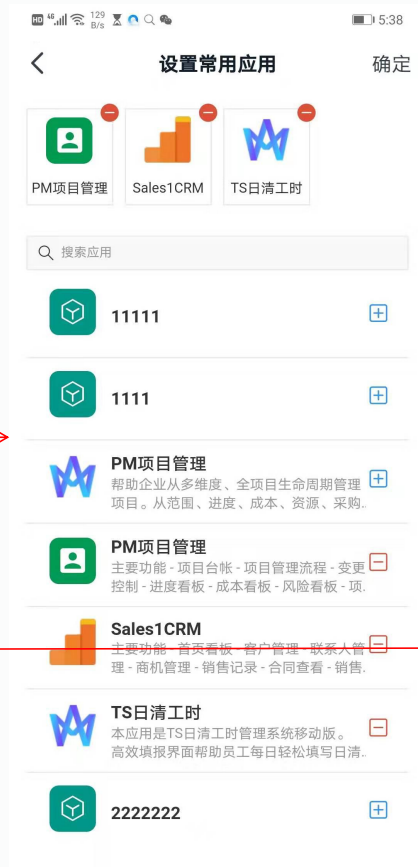 HD 46 129 B/s 5:38
设置常用应用 确定
PM项目管理 Sales1CRM TS日清工时
搜索应用
11111
1111
PM项目管理
帮助企业从多维度、全项目生命周期管理
项目。从范围、进度、成本、资源、采购..
PM项目管理
主要功能 - 项目台帐 - 项目管理流程 - 变更
控制 - 进度看板 - 成本看板 - 风险看板 - 项.
Sales1CRM
主要功能 - 首页看板 - 客户管理 - 联系人管
理 - 商机管理 - 销售记录 - 合同查看 - 销售.
TS日清工时
本应用是TS日清工时管理系统移动版。
高效填报界面帮助员工每日轻松填写日清..
2222222